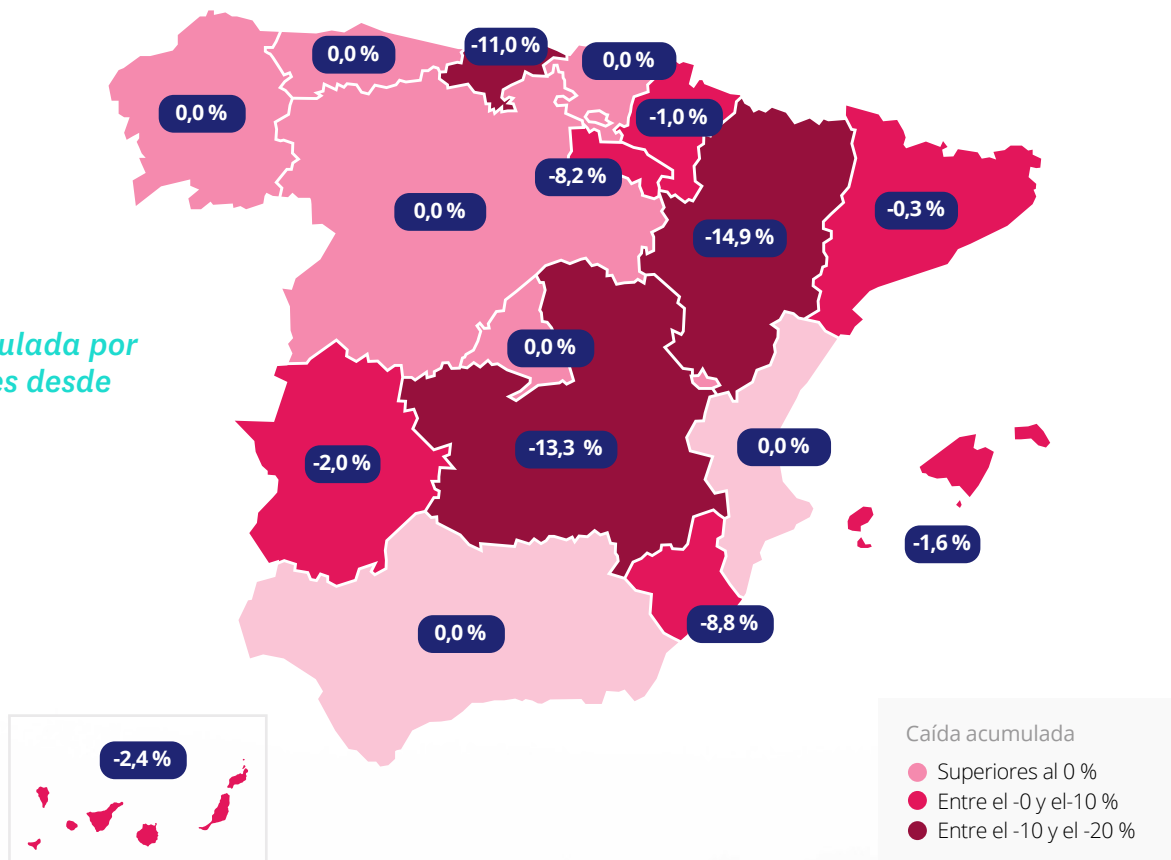 -11,0 %
0,0 %
0,0 %
0,0 %
-1,0 %
-8,2 %
0,0 %
-0,3 %
-14,9 %
ulada por
es desde
0,0 %
-13,3 %
0,0 %
-2,0 %
-1,6 %
-8,8 %
0,0 %
-2,4 %
Caída acumulada
Superiores al 0 %
Entre el -0 y el-10 %
Entre el -10 y el -20 %